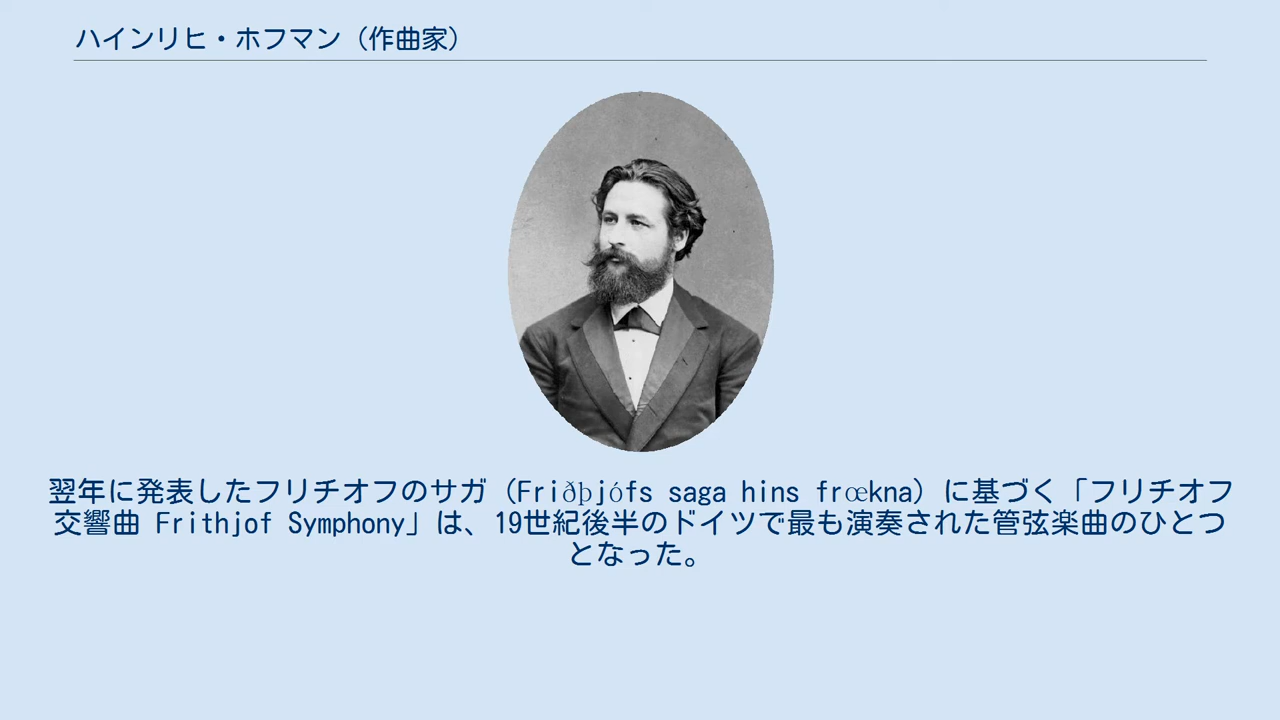 ハインリヒ・ホフマン（作曲家）
翌年に発表したフリチオフのサガ（Friðþjófs saga hins frœkna）に基づく「フリチオフ
交響曲 Frithjof Symphony」は、19世紀後半のドイツで最も演奏された管弦楽曲のひとつ
となった。